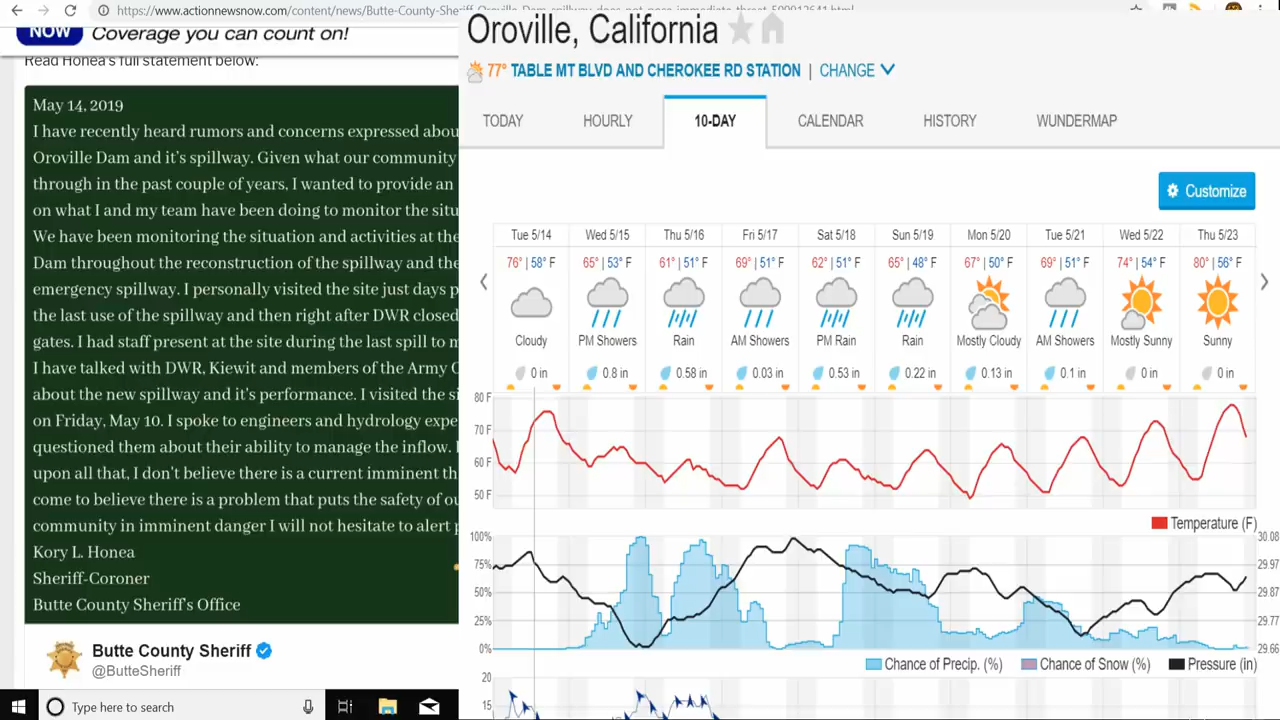 https://www.actionnewsnow.com/content/news/Butte-County-Sheriff
NOW Coverage you can count on!
Read Honea's full statement below:
May 14, 2019
I have recently heard rumors and concerns expressed abou
Oroville Dam and it's spillway. Given what our community
through in the past couple of years, I wanted to provide an
on what I and my team have been doing to monitor the situ
We have been monitoring the situation and activities at the
Dam throughout the reconstruction of the spillway and the
emergency spillway. I personally visited the site just days p
the last use of the spillway and then right after DWR closed
gates. I had staff present at the site during the last spill to m
I have talked with DWR, Kiewit and members of the Army C
about the new spillway and it's performance. I visited the si
on Friday, May 10. I spoke to engineers and hydrology expe
questioned them about their ability to manage the inflow.
upon all that, I don't believe there is a current imminent th
come to believe there is a problem that puts the safety of ou
community in imminent danger I will not hesitate to alert p
Kory L. Honea
Sheriff-Coroner
Butte County Sheriff's Office
Butte County Sheriff
@ButteSheriff
Type here to search
Oroville, California
77° TABLE MT BLVD AND CHEROKEE RD STATION | CHANGE
TODAY HOURLY 10-DAY CALENDAR HISTORY WUNDERMAP
Customize
Tue 5/14 Wed 5/15 Thu 5/16 Fri 5/17 Sat 5/18 Sun 5/19 Mon 5/20 Tue 5/21 Wed 5/22 Thu 5/23
76° | 58° F 65° | 53° F 61° | 51° F 69° | 51° F 62° | 51° F 65° | 48° F 67° | 50° F 69° | 51° F 74° | 54° F 80° | 56° F
Cloudy PM Showers Rain AM Showers PM Rain Rain Mostly Cloudy AM Showers Mostly Sunny Sunny
0 in 0.8 in 0.58 in 0.03 in 0.53 in 0.22 in 0.13 in 0.1 in 0 in 0 in
80 F
70 F
60 F
50 F
Temperature (F)
100% 30.08
75% 29.97
50% 29.87
25% 29.77
0% 29.66
Chance of Precip. (%) Chance of Snow (%) Pressure (in)
20
15